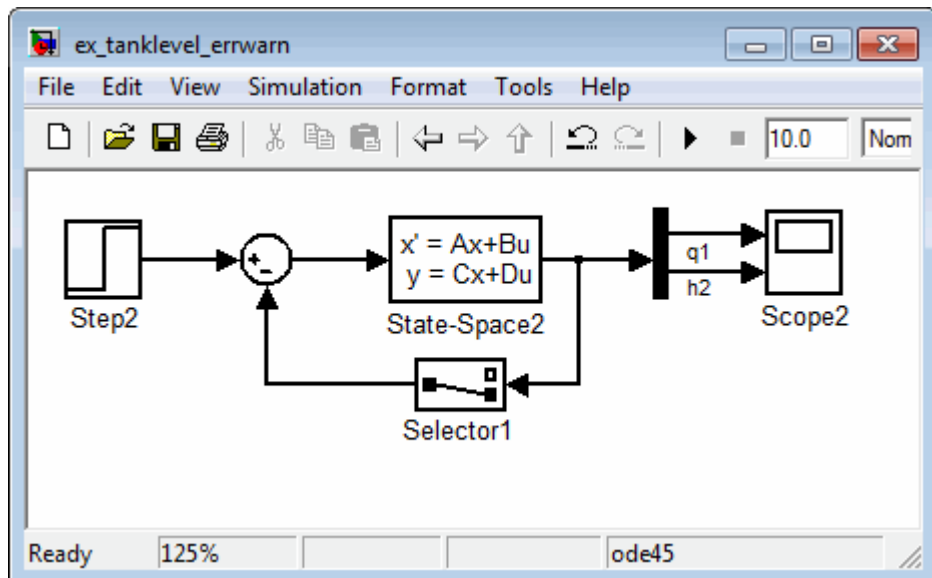 ex_tanklevel_errwarn
File Edit View Simulation Format Tools Help
10.0 Nom
x' = Ax+Bu
y = Cx+Du
q1
h2
Step2
State-Space2
Scope2
Selector1
Ready 125% ode45